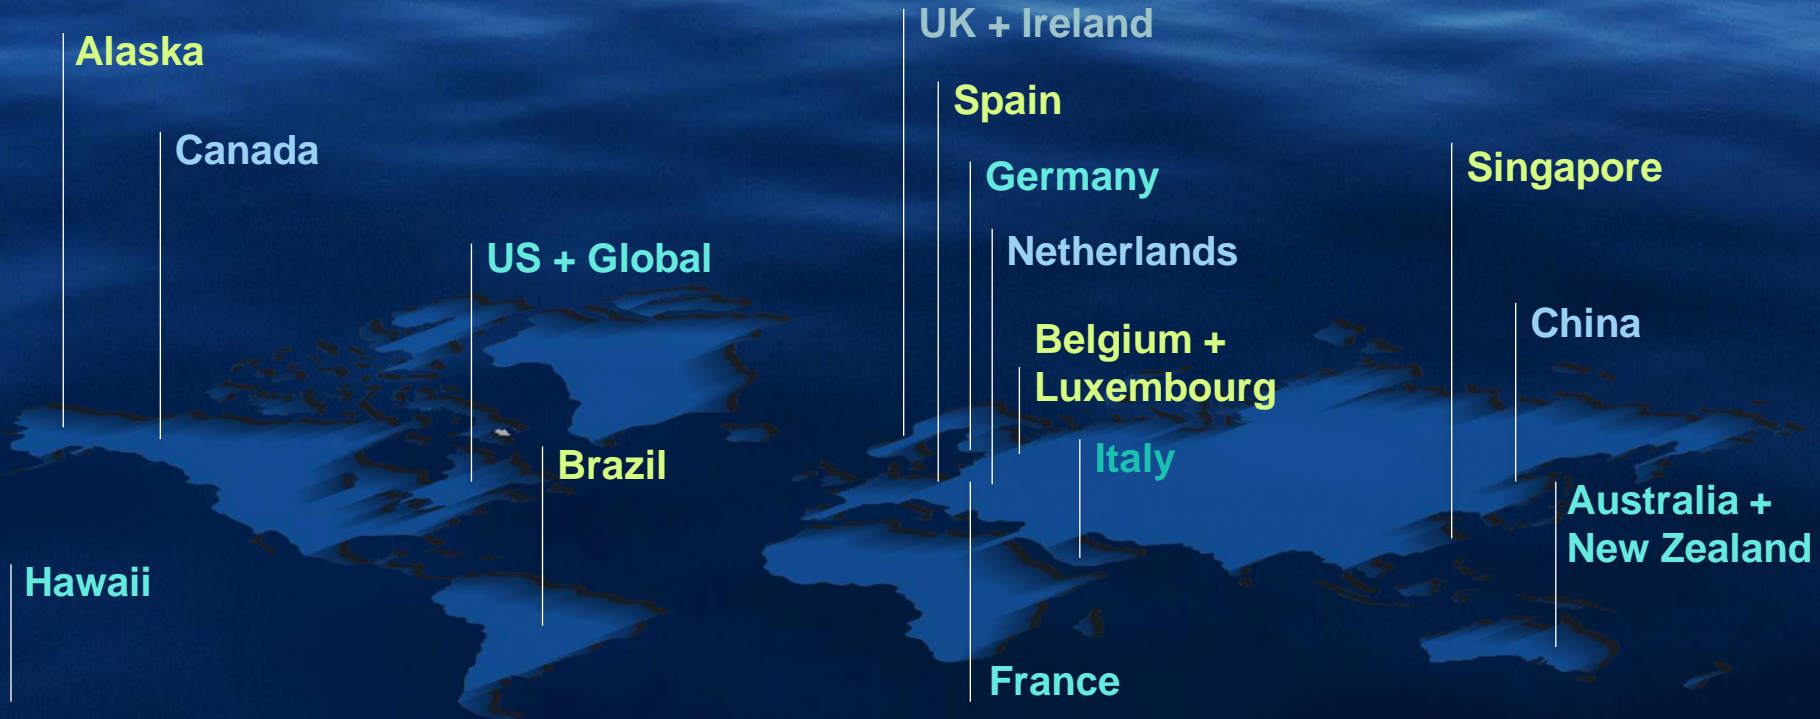 UK + Ireland
Alaska
Spain
Canada
Germany
Singapore
US + Global
Netherlands
China
Belgium +
Luxembourg
Brazil
Italy
Australia +
New Zealand
Hawaii
France